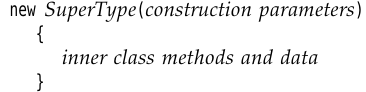 new SuperType(construction parameters)
{
inner class methods and data
}